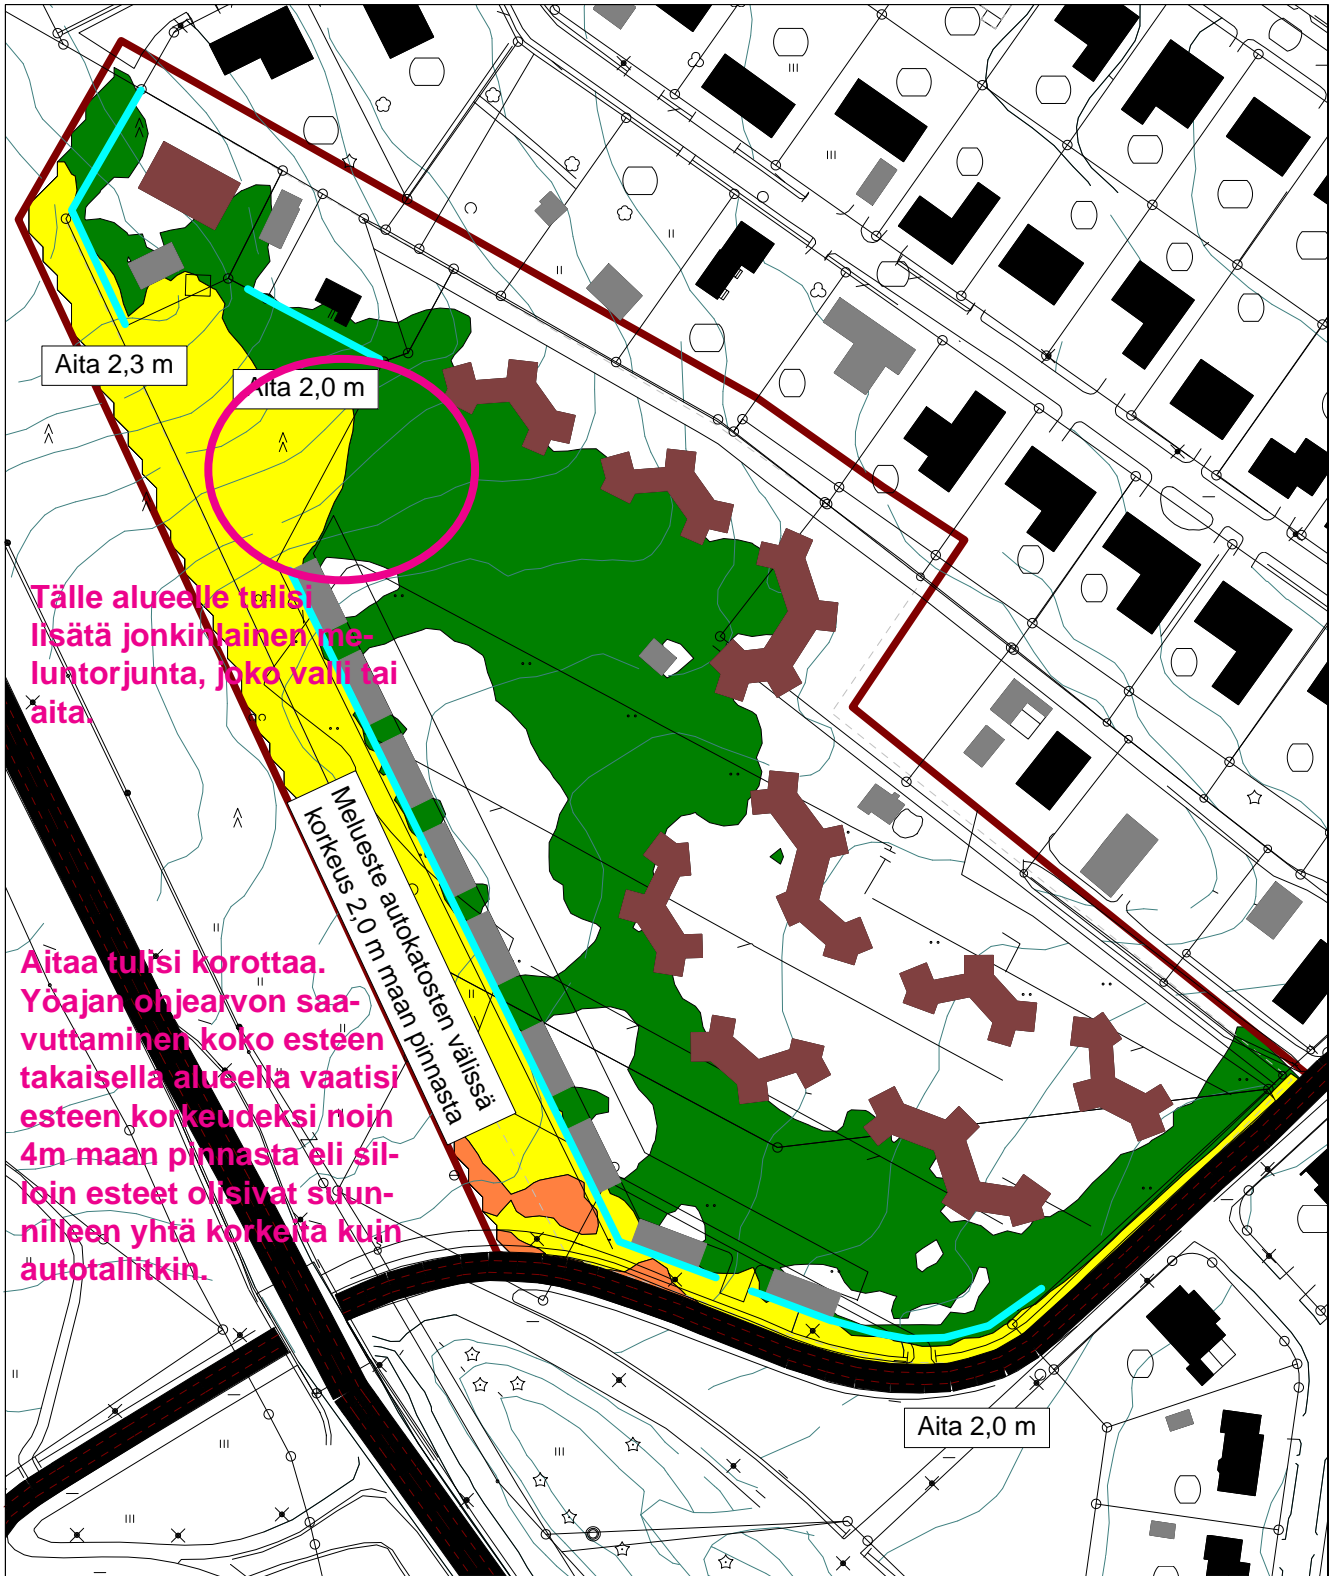 Aita 2,3 m
Aita 2,0 m
Tälle alueelle tulisi
lisätä jonkinlainen me-
luntorjunta, joko valli tai
aita.
Melueste autokatosten välissä
korkeus 2,0 m maan pinnasta
Aitaa tulisi korottaa.
Yöajan ohjearvon saa-
vuttaminen koko esteen
takaisella alueella vaatisi
esteen korkeudeksi noin
4m maan pinnasta eli sil-
loin esteet olisivat suun-
nilleen yhtä korkeita kuin
autotallitkin.
Aita 2,0 m